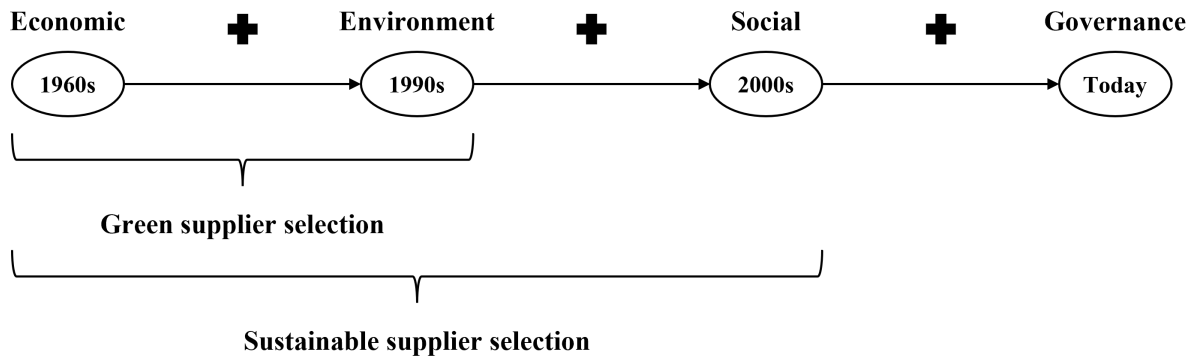 Economic Environment Social Governance
1960s 1990s 2000s Today
Green supplier selection
Sustainable supplier selection